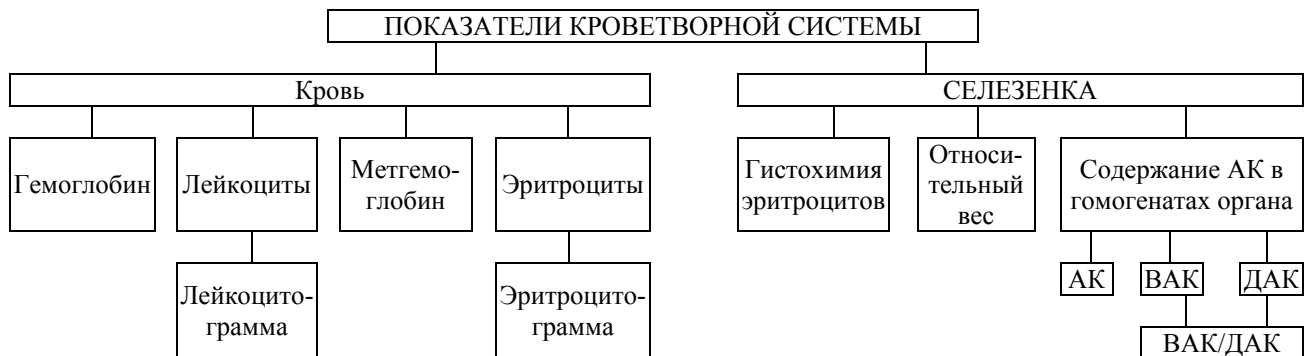 ПОКАЗАТЕЛИ КРОВЕТВОРНОЙ СИСТЕМЫ
Кровь
СЕЛЕЗЕНКА
Гемоглобин
Лейкоциты
Метгемо-
глобин
Эритроциты
Гистохимия
эритроцитов
Относи-
тельный
вес
Содержание АК в
гомогенатах органа
Лейкоцито-
грамма
Эритроцито-
грамма
АК
ВАК
ДАК
ВАК/ДАК